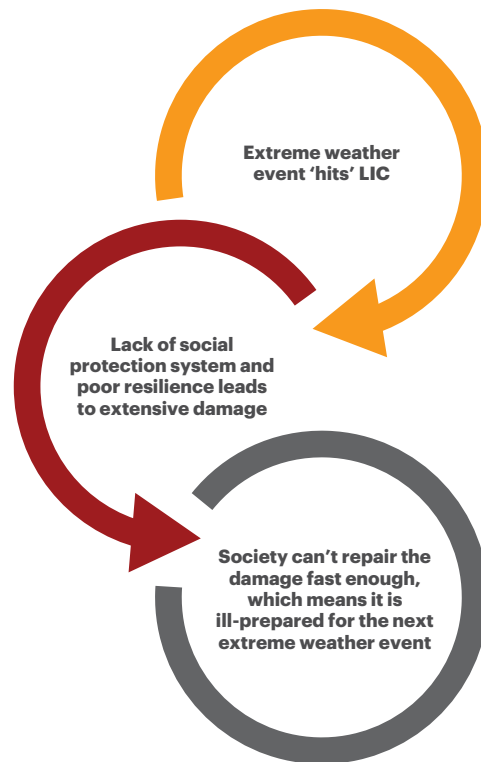 Extreme weather
event ‘hits’ LIC
Lack of social
protection system and
poor resilience leads
to extensive damage
Society can’t repair the
damage fast enough,
which means it is
ill-prepared for the next
extreme weather event